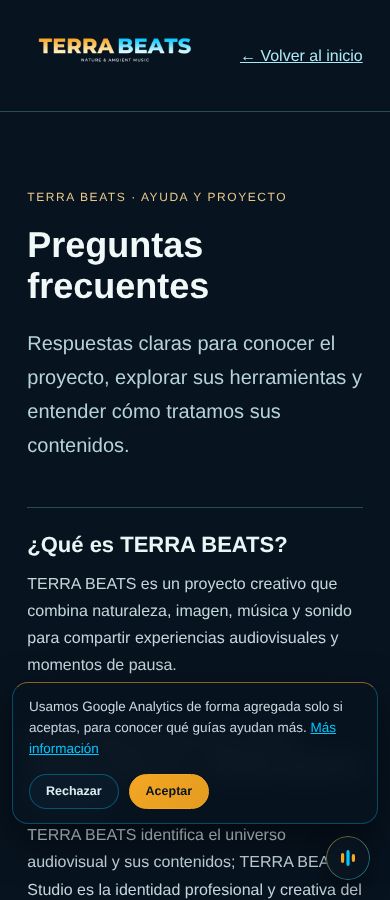 TERRA BEATS
NATURE & AMBIENT MUSIC
← Volver al inicio
TERRA BEATS · AYUDA Y PROYECTO
Preguntas
frecuentes
Respuestas claras para conocer el
proyecto, explorar sus herramientas y
entender cómo tratamos sus
contenidos.
¿Qué es TERRA BEATS?
TERRA BEATS es un proyecto creativo que
combina naturaleza, imagen, música y sonido
para compartir experiencias audiovisuales y
momentos de pausa.
Usamos Google Analytics de forma agregada solo si
aceptas, para conocer qué guías ayudan más. Más
información
Rechazar
Aceptar
TERRA BEATS identifica el universo
audiovisual y sus contenidos; TERRA
Studio es la identidad profesional y creativa del